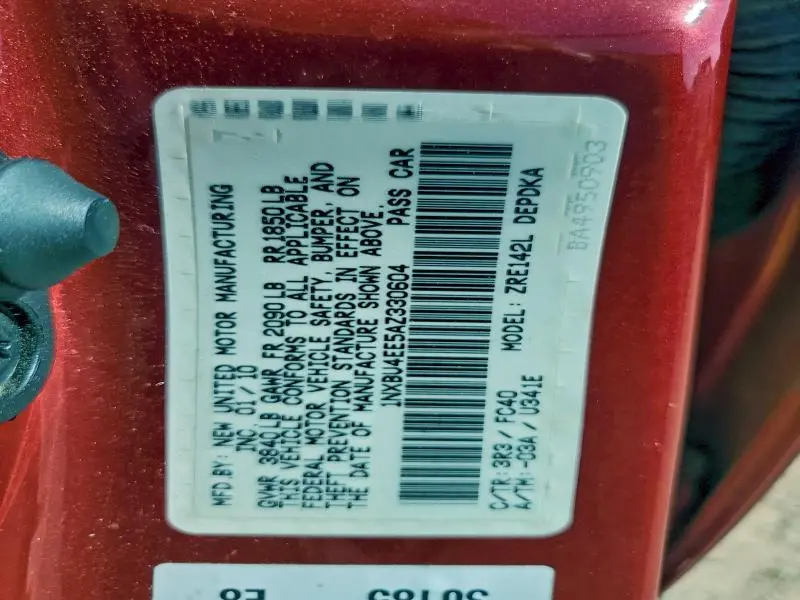 MFD.BY: NEW UNITED MOTOR MANUFACTURING
INC. 01/10
GVWR 3840LB GAWR FR 2090LB RR 1850LB
THIS VEHICLE CONFORMS TO ALL APPLICABLE
FEDERAL MOTOR VEHICLE SAFETY, BUMPER, AND
THEFT PREVENTION STANDARDS IN EFFECT ON
THE DATE OF MANUFACTURE SHOWN ABOVE.
1NXBU4EE5AZ330604 PASS CAR
C/TR:3R3/FC40 MODEL: ZRE142L DEPDKA
A/TM:-03A/U341E
BA4950903